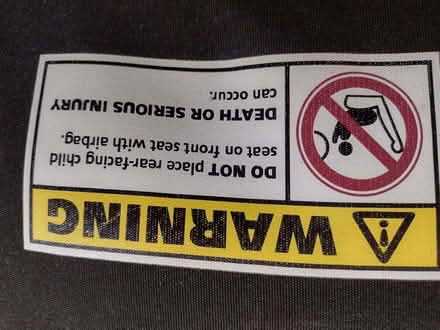 WARNING
DO NOT place rear-facing child
seat on front seat with airbag.
DEATH OR SERIOUS INJURY
can occur.